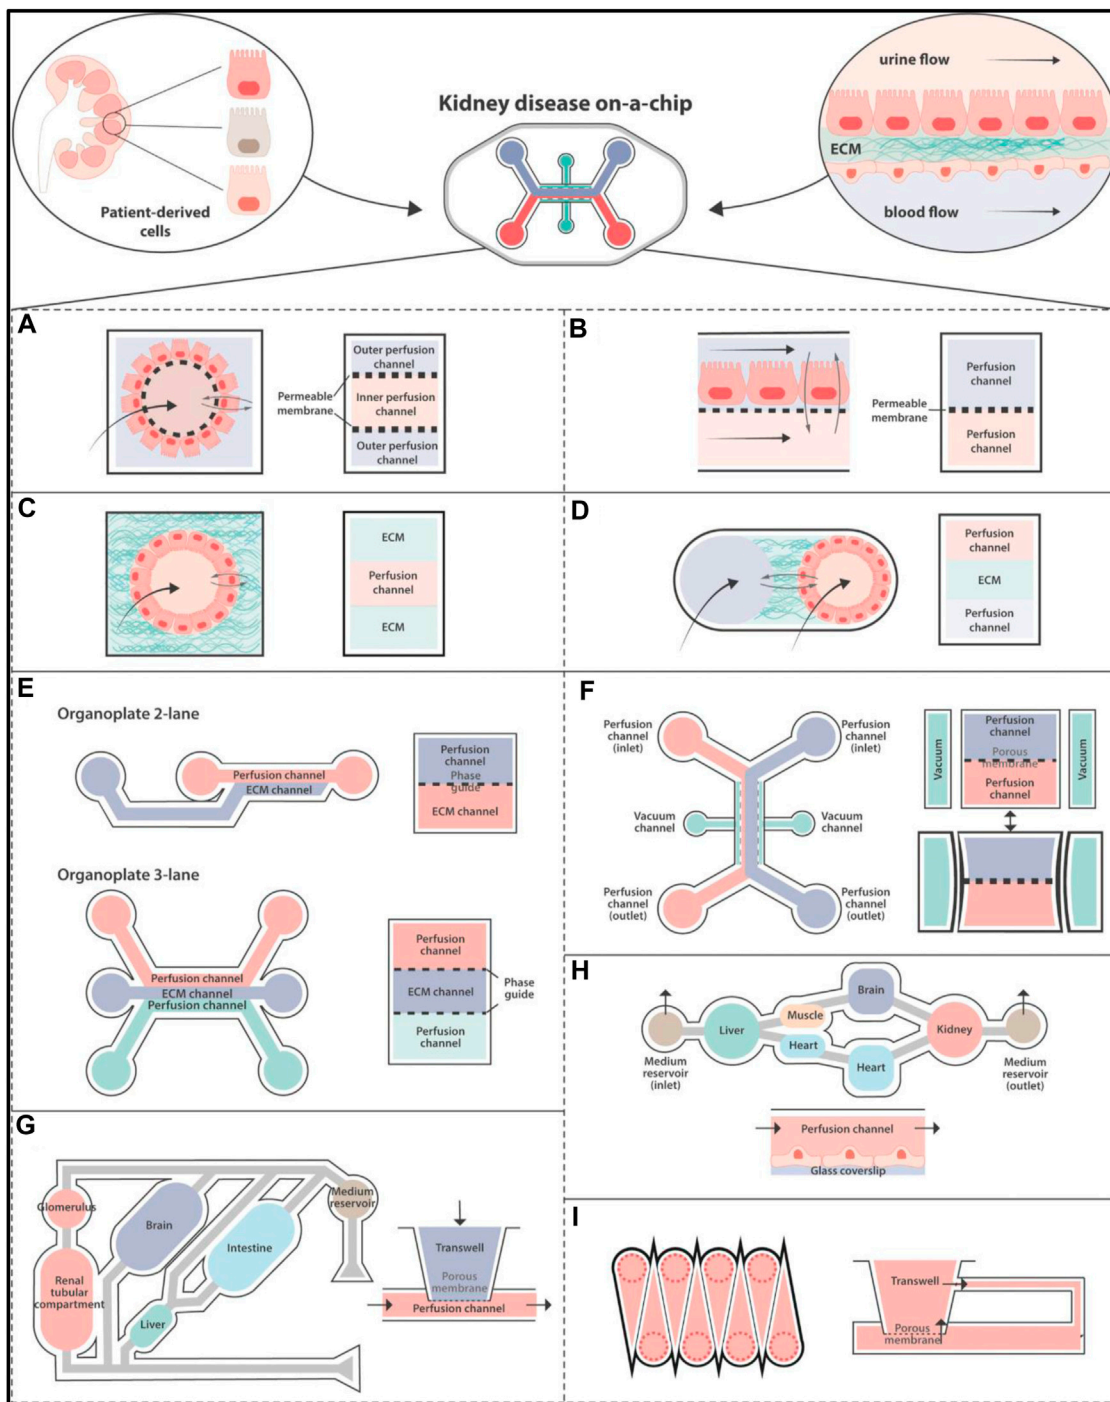 Kidney disease on-a-chip
Patient-derived
cells
urine flow
ECM
blood flow
A
Permeable
membrane
Outer perfusion
channel
Inner perfusion
channel
Outer perfusion
channel
B
Permeable
membrane
Perfusion
channel
Perfusion
channel
C
ECM
Perfusion
channel
ECM
D
Perfusion
channel
ECM
Perfusion
channel
E
Organoplate 2-lane
Perfusion channel
ECM channel
Perfusion
channel
Phase
guide
ECM channel
Organoplate 3-lane
Perfusion channel
ECM channel
Perfusion channel
Perfusion
channel
ECM channel
Perfusion
channel
Phase
guide
F
Perfusion
channel
(inlet)
Perfusion
channel
(inlet)
Vacuum
channel
Vacuum
channel
Perfusion
channel
(outlet)
Perfusion
channel
(outlet)
Vacuum
Perfusion
channel
Porous
membrane
Perfusion
channel
Vacuum
H
Brain
Muscle
Liver
Heart
Heart
Kidney
Medium
reservoir
(inlet)
Medium
reservoir
(outlet)
Perfusion channel
Glass coverslip
G
Glomerulus
Brain
Medium
reservoir
Intestine
Renal
tubular
compartment
Liver
Transwell
Porous
membrane
Perfusion channel
I
Transwell
Porous
membrane